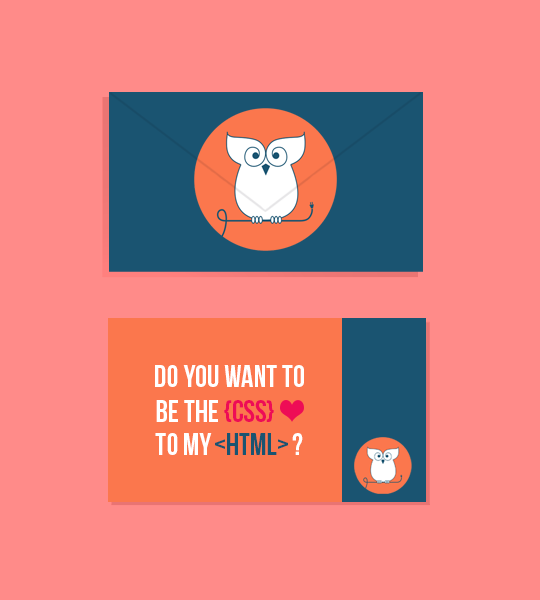 DO YOU WANT TO
BE THE {CSS} ❤
TO MY <HTML> ?